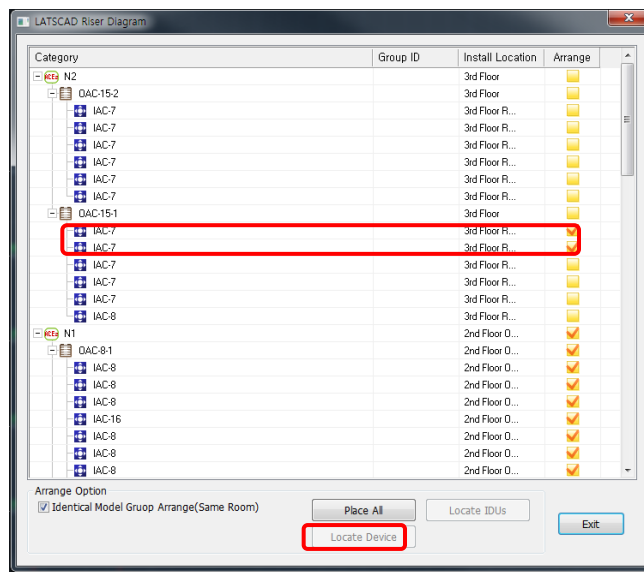 LATSCAD Riser Diagram
Category Group ID Install Location Arrange
ACEz N2 3rd Floor
OAC-15-2 3rd Floor
IAC-7 3rd Floor R...
IAC-7 3rd Floor R...
IAC-7 3rd Floor R...
IAC-7 3rd Floor R...
IAC-7 3rd Floor R...
IAC-7 3rd Floor R...
OAC-15-1 3rd Floor
IAC-7 3rd Floor R...
IAC-7 3rd Floor R...
IAC-7 3rd Floor R...
IAC-7 3rd Floor R...
IAC-7 3rd Floor R...
IAC-8 3rd Floor R...
ACEz N1 2nd Floor O...
OAC-8-1 2nd Floor O...
IAC-8 2nd Floor O...
IAC-8 2nd Floor O...
IAC-8 2nd Floor O...
IAC-16 2nd Floor O...
IAC-8 2nd Floor O...
IAC-8 2nd Floor O...
IAC-8 2nd Floor O...
Arrange Option
Identical Model Gruop Arrange(Same Room)
Place All Locate IDUs
Exit
Locate Device